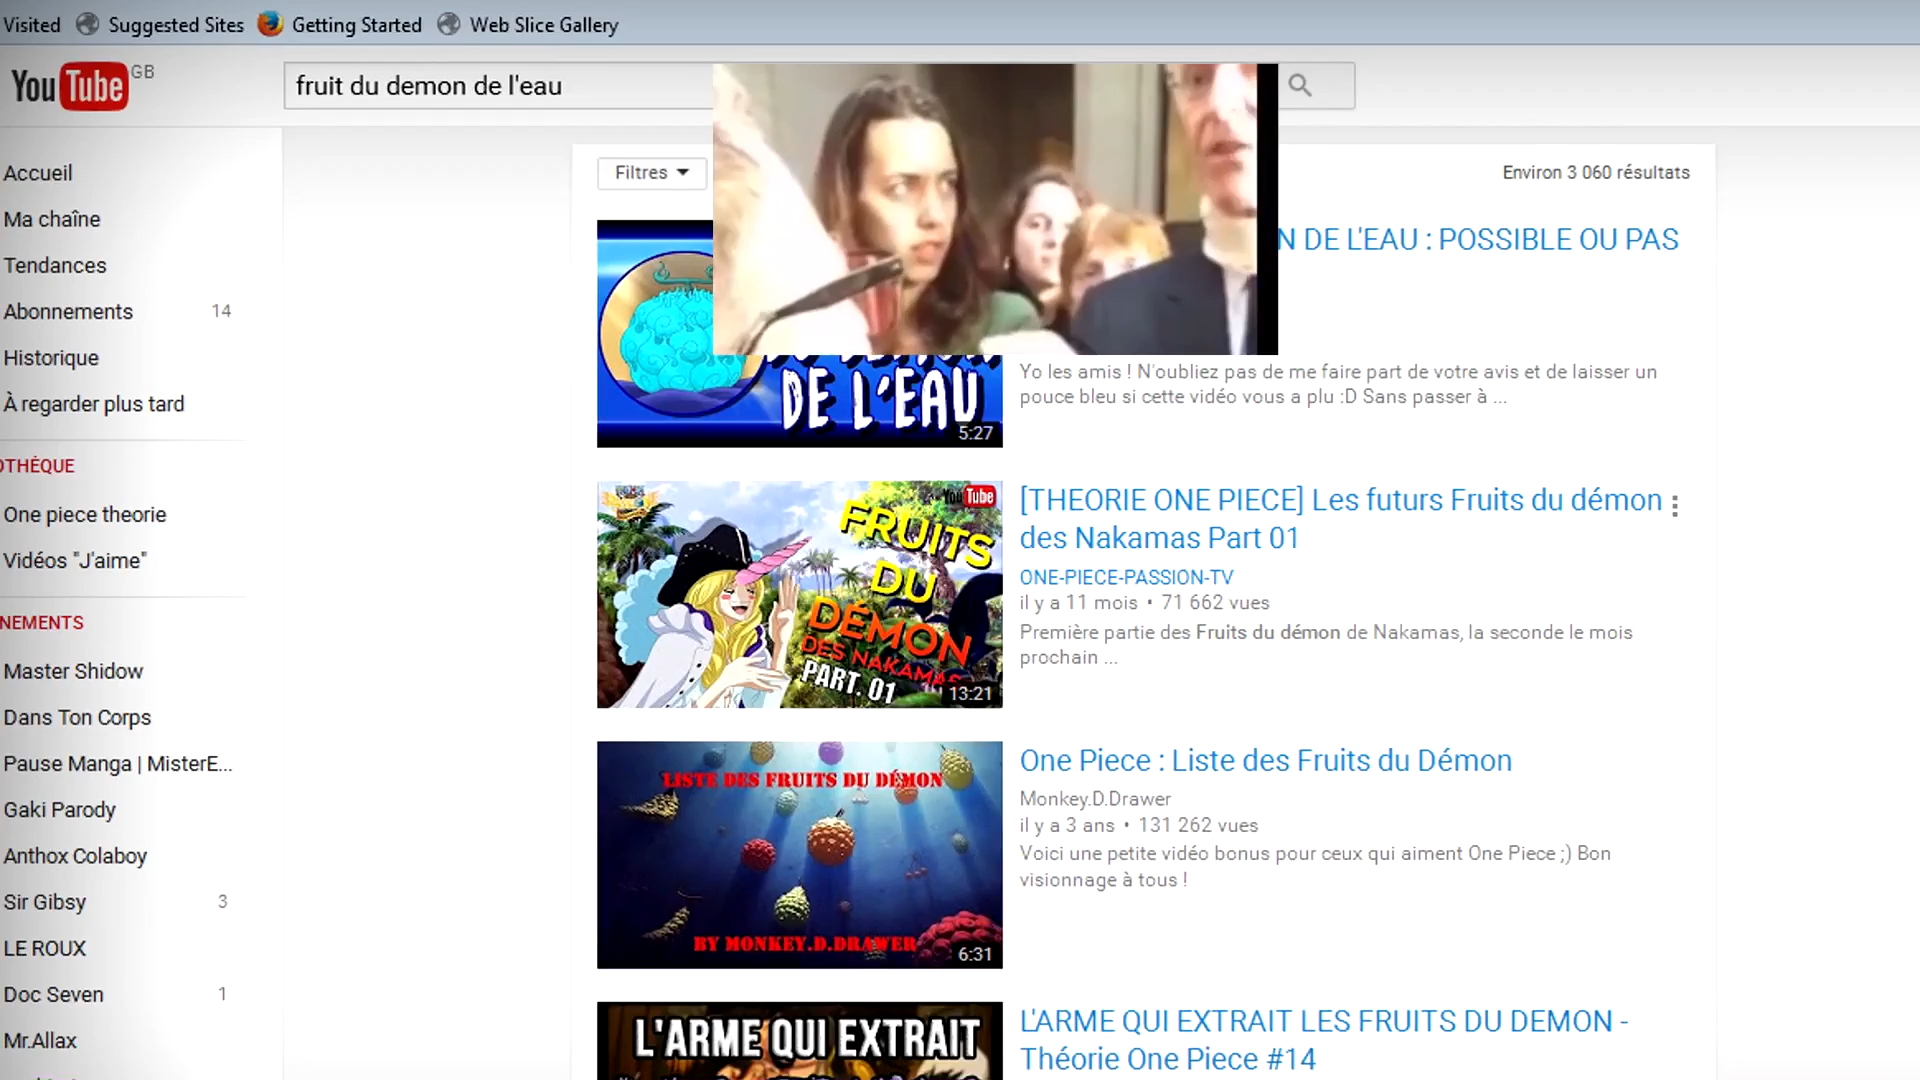 Visited Suggested Sites Getting Started Web Slice Gallery
YouTube GB
fruit du demon de l'eau
Accueil
Ma chaîne
Tendances
Abonnements 14
Historique
À regarder plus tard
OTHÈQUE
One piece theorie
Vidéos "J'aime"
NEMENTS
Master Shidow
Dans Ton Corps
Pause Manga | MisterE...
Gaki Parody
Anthox Colaboy
Sir Gibsy 3
LE ROUX
Doc Seven 1
Mr.Allax
Filtres
Environ 3 060 résultats
N DE L'EAU : POSSIBLE OU PAS
DE L'EAU
5:27
Yo les amis ! N'oubliez pas de me faire part de votre avis et de laisser un
pouce bleu si cette vidéo vous a plu :D Sans passer à ...
YouTube
FRUITS
DU
DÉMON
DES NAKAMAS
PART. 01
13:21
[THEORIE ONE PIECE] Les futurs Fruits du démon
des Nakamas Part 01
ONE-PIECE-PASSION-TV
il y a 11 mois • 71 662 vues
Première partie des Fruits du démon de Nakamas, la seconde le mois
prochain ...
LISTE DES FRUITS DU DÉMON
BY MONKEY.D.DRAWER
6:31
One Piece : Liste des Fruits du Démon
Monkey.D.Drawer
il y a 3 ans • 131 262 vues
Voici une petite vidéo bonus pour ceux qui aiment One Piece ;) Bon
visionnage à tous !
L'ARME QUI EXTRAIT
L'ARME QUI EXTRAIT LES FRUITS DU DEMON -
Théorie One Piece #14